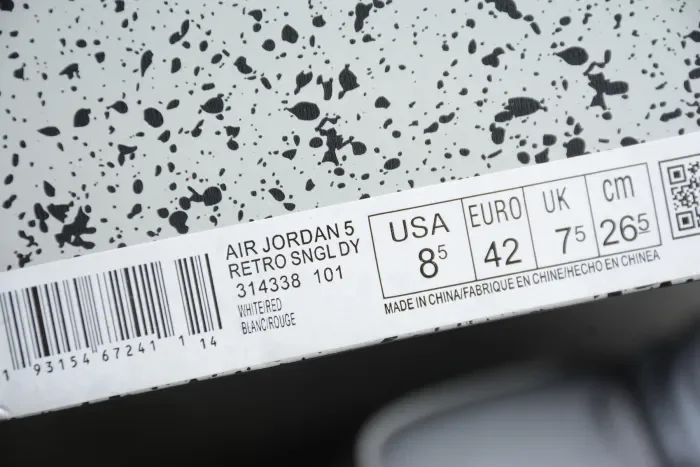 AIR JORDAN 5
RETRO SNGL DY
314338 101
WHITE/RED
BLANC/ROUGE
USA EURO UK cm
8⁵ 42 7⁵ 26⁵
MADE IN CHINA/FABRIQUE EN CHINE/HECHO EN CHINEA
1 93154 67241 1 14